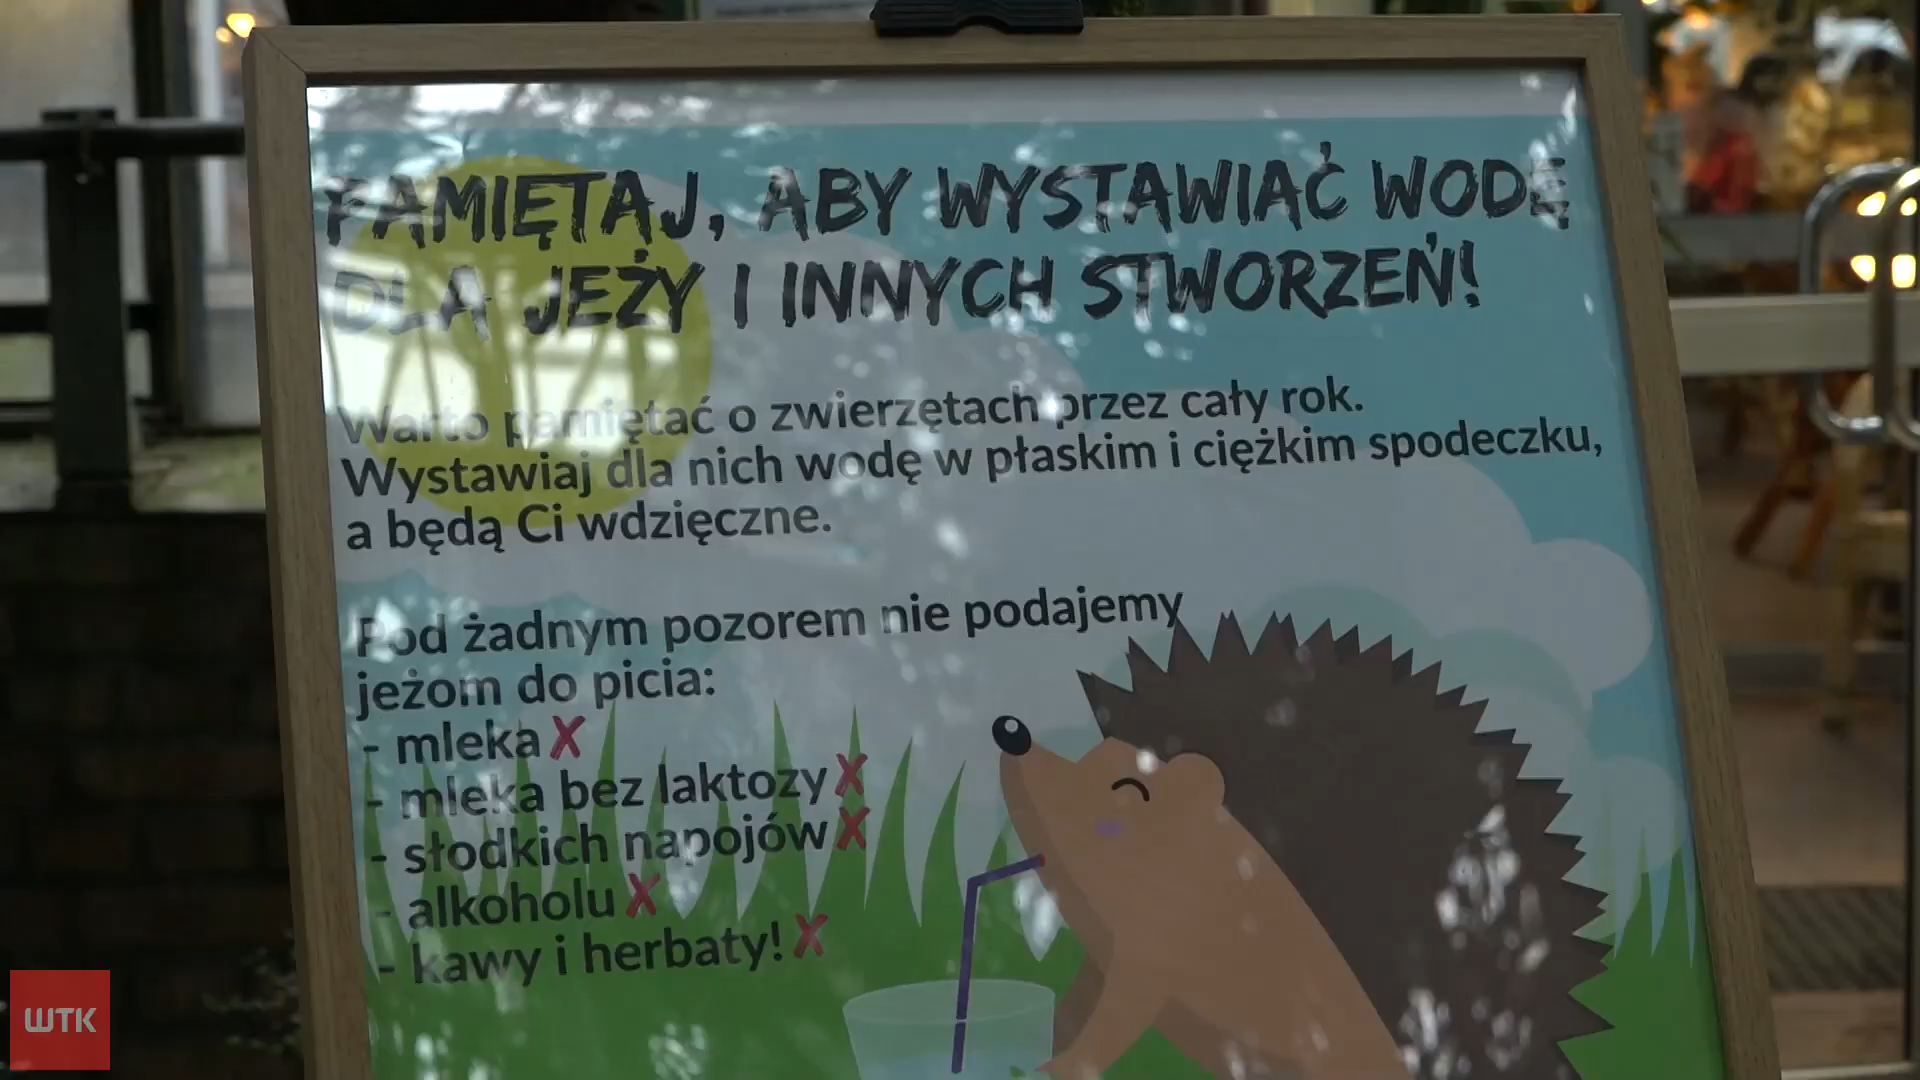 PAMIĘTAJ, ABY WYSTAWIAĆ WODĘ
DLA JEŻY I INNYCH STWORZEŃ!
Warto pamiętać o zwierzętach przez cały rok.
Wystawiaj dla nich wodę w płaskim i ciężkim spodeczku,
a będą Ci wdzięczne.
Pod żadnym pozorem nie podajemy
jeżom do picia:
- mleka X
- mleka bez laktozy X
- słodkich napojów X
- alkoholu X
- kawy i herbaty! X
WTK